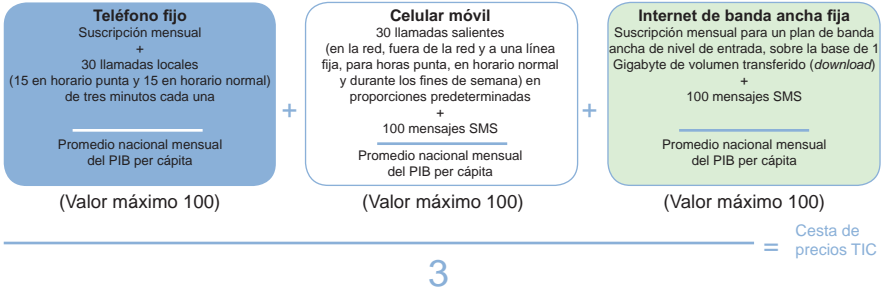 Teléfono fijo
Suscripción mensual
+
30 llamadas locales
(15 en horario punta y 15 en horario normal)
de tres minutos cada una
Promedio nacional mensual
del PIB per cápita
(Valor máximo 100)
+
Celular móvil
30 llamadas salientes
(en la red, fuera de la red y a una línea
fija, para horas punta, en horario normal
y durante los fines de semana) en
proporciones predeterminadas
+
100 mensajes SMS
Promedio nacional mensual
del PIB per cápita
(Valor máximo 100)
+
Internet de banda ancha fija
Suscripción mensual para un plan de banda
ancha de nivel de entrada, sobre la base de 1
Gigabyte de volumen transferido (download)
+
100 mensajes SMS
Promedio nacional mensual
del PIB per cápita
(Valor máximo 100)
3
=
Cesta de
precios TIC